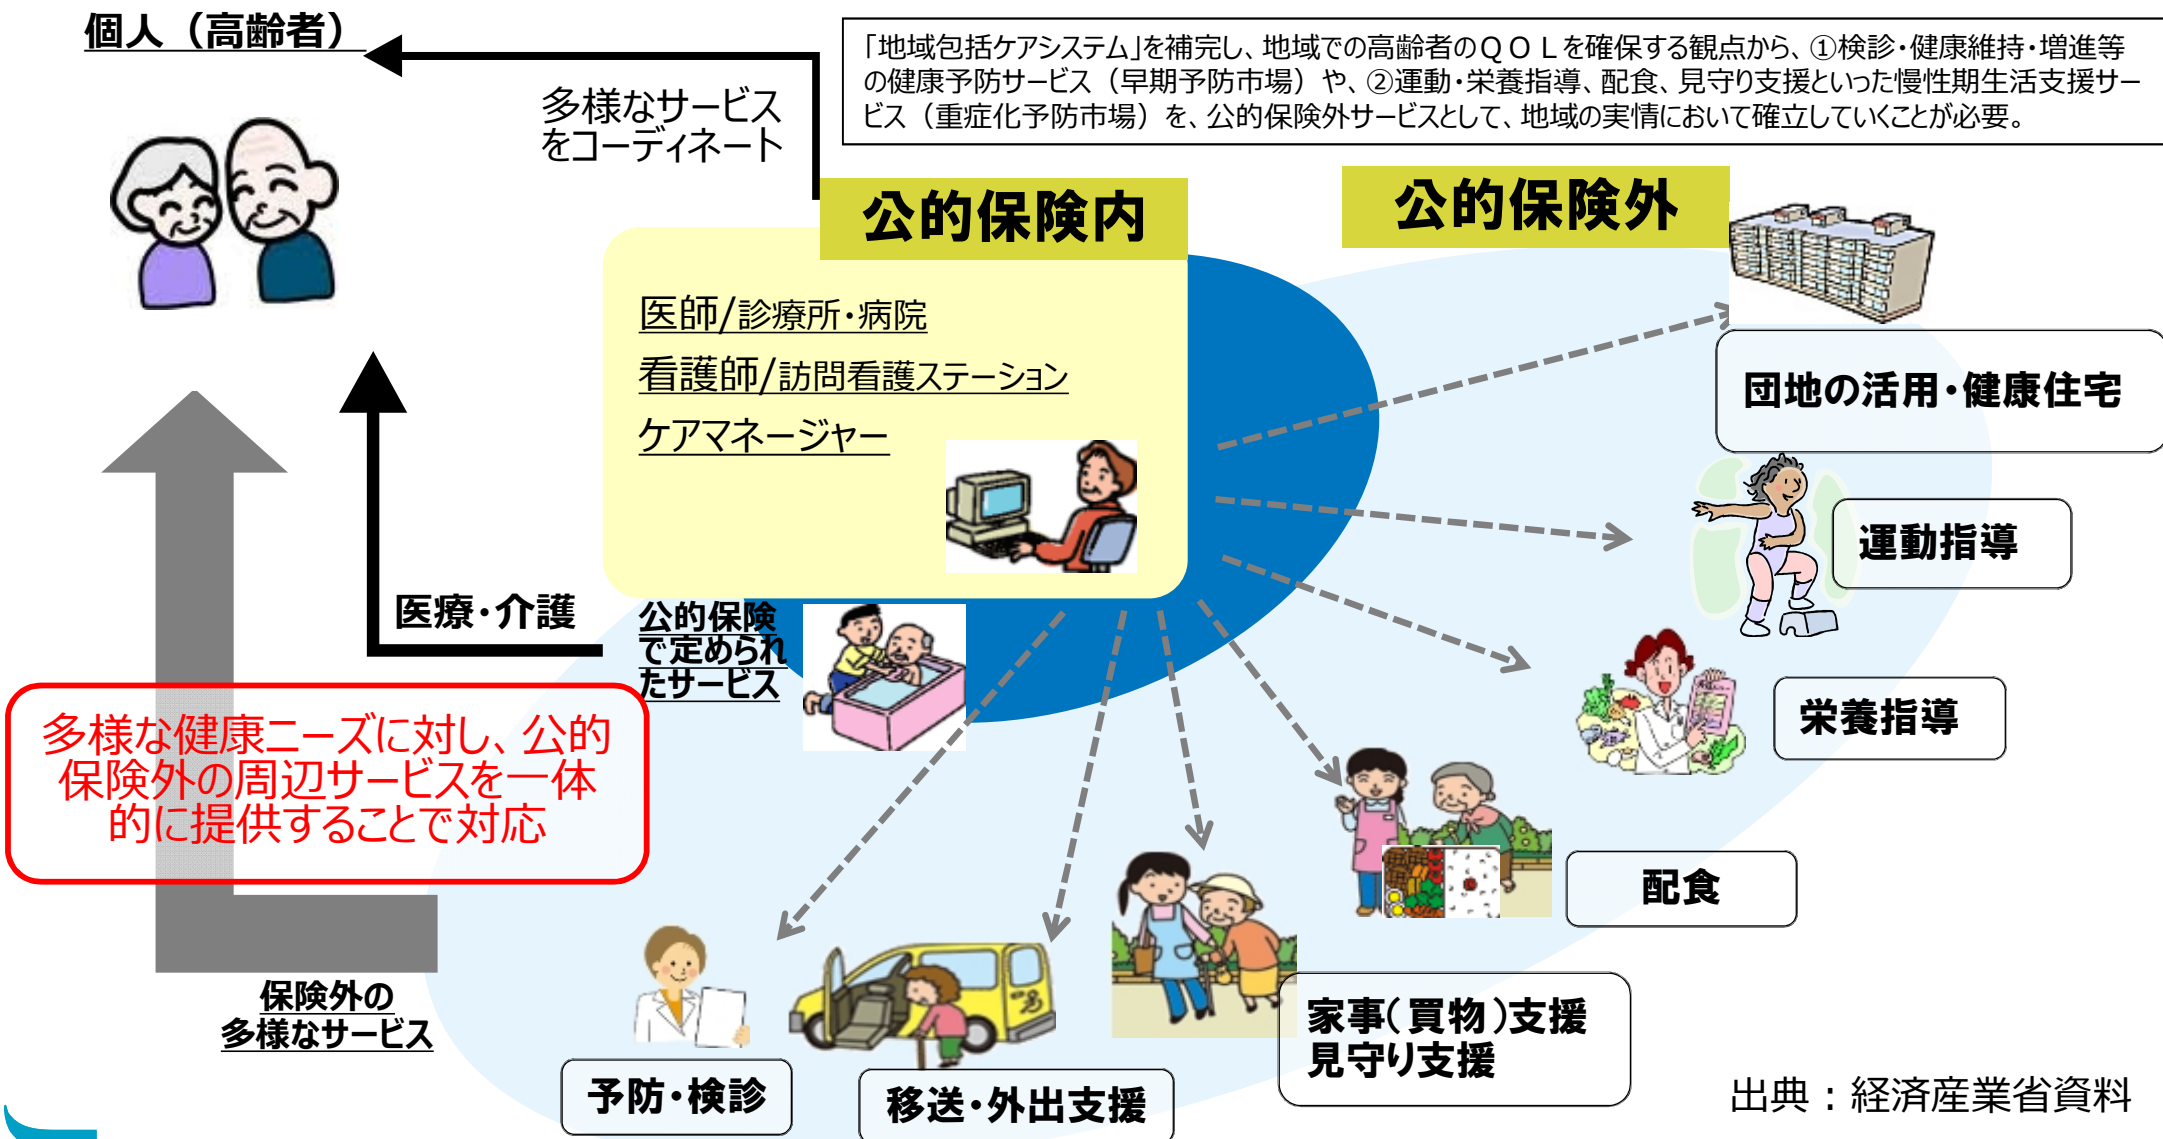 個人（高齢者）
「地域包括ケアシステム」を補完し、地域での高齢者のＱＯＬを確保する観点から、①検診・健康維持・増進等
の健康予防サービス（早期予防市場）や、②運動・栄養指導、配食、見守り支援といった慢性期生活支援サー
ビス（重症化予防市場）を、公的保険外サービスとして、地域の実情において確立していくことが必要。
多様なサービス
をコーディネート
公的保険内
公的保険外
医師/診療所・病院
看護師/訪問看護ステーション
ケアマネージャー
団地の活用・健康住宅
運動指導
医療・介護
公的保険
で定められ
たサービス
栄養指導
多様な健康ニーズに対し、公的
保険外の周辺サービスを一体
的に提供することで対応
配食
保険外の
多様なサービス
家事（買物）支援
見守り支援
予防・検診
移送・外出支援
出典：経済産業省資料